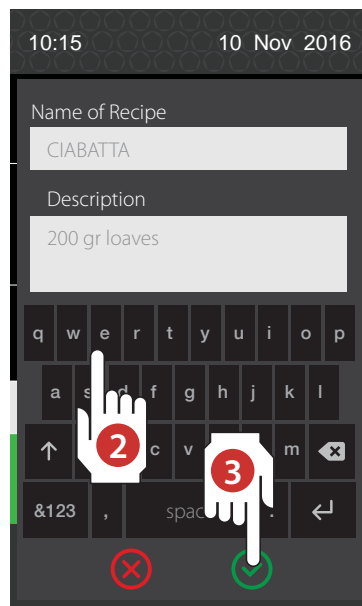 10:15 10 Nov 2016
Name of Recipe
CIABATTA
Description
200 gr loaves
q w e r t y u i o p
a s d f g h j k l
2 c v m
3
&123 , spac .